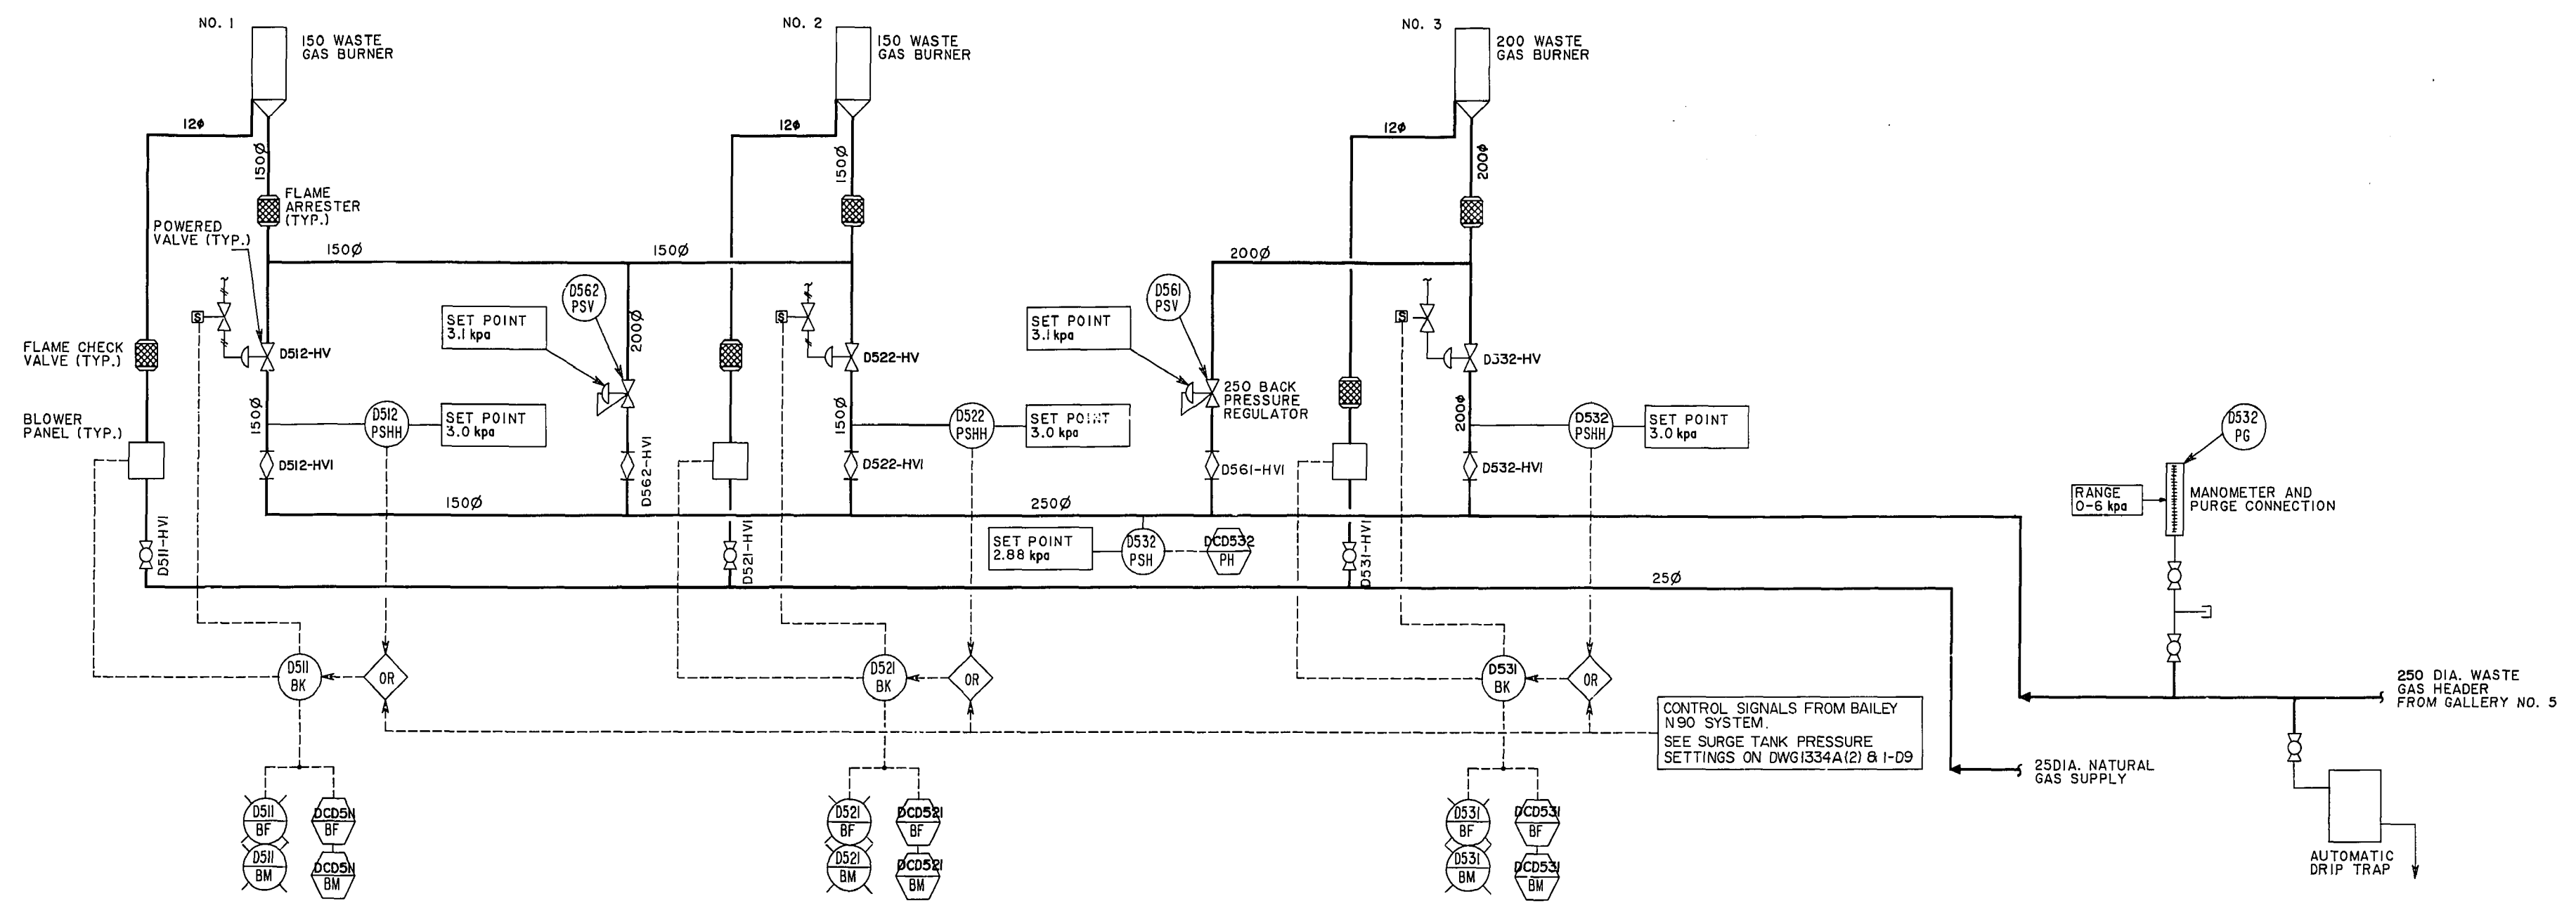 NO. 1
150 WASTE
GAS BURNER
NO. 2
150 WASTE
GAS BURNER
NO. 3
200 WASTE
GAS BURNER
12ϕ
12ϕ
12ϕ
150Ø
150Ø
200ϕ
FLAME
ARRESTER
(TYP.)
POWERED
VALVE (TYP.)
150Ø
150Ø
200Ø
D562
PSV
D561
PSV
SET POINT
3.1 kpa
200Ø
SET POINT
3.1 kpa
S
S
S
FLAME CHECK
VALVE (TYP.)
D512-HV
D522-HV
D532-HV
250 BACK
PRESSURE
REGULATOR
BLOWER
PANEL (TYP.)
150Ø
D512
PSHH
SET POINT
3.0 kpa
150Ø
D522
PSHH
SET POINT
3.0 kpa
200ϕ
D532
PSHH
SET POINT
3.0 kpa
D532
PG
D512-HV1
D562-HV1
D522-HV1
D561-HV1
D532-HV1
RANGE
0-6 kpa
MANOMETER AND
PURGE CONNECTION
150Ø
250Ø
D511-HV1
D521-HV1
SET POINT
2.88 kpa
D532
PSH
DCD532
PH
D531-HV1
25Ø
D511
BK
OR
D521
BK
OR
D531
BK
OR
250 DIA. WASTE
GAS HEADER
FROM GALLERY NO. 5
CONTROL SIGNALS FROM BAILEY
N90 SYSTEM.
SEE SURGE TANK PRESSURE
SETTINGS ON DWG1334A(2) & 1-D9
25DIA. NATURAL
GAS SUPPLY
D511
BF
DCD511
BF
D521
BF
DCD521
BF
D531
BF
DCD531
BF
D511
BM
DCD511
BM
D521
BM
DCD521
BM
D531
BM
DCD531
BM
AUTOMATIC
DRIP TRAP